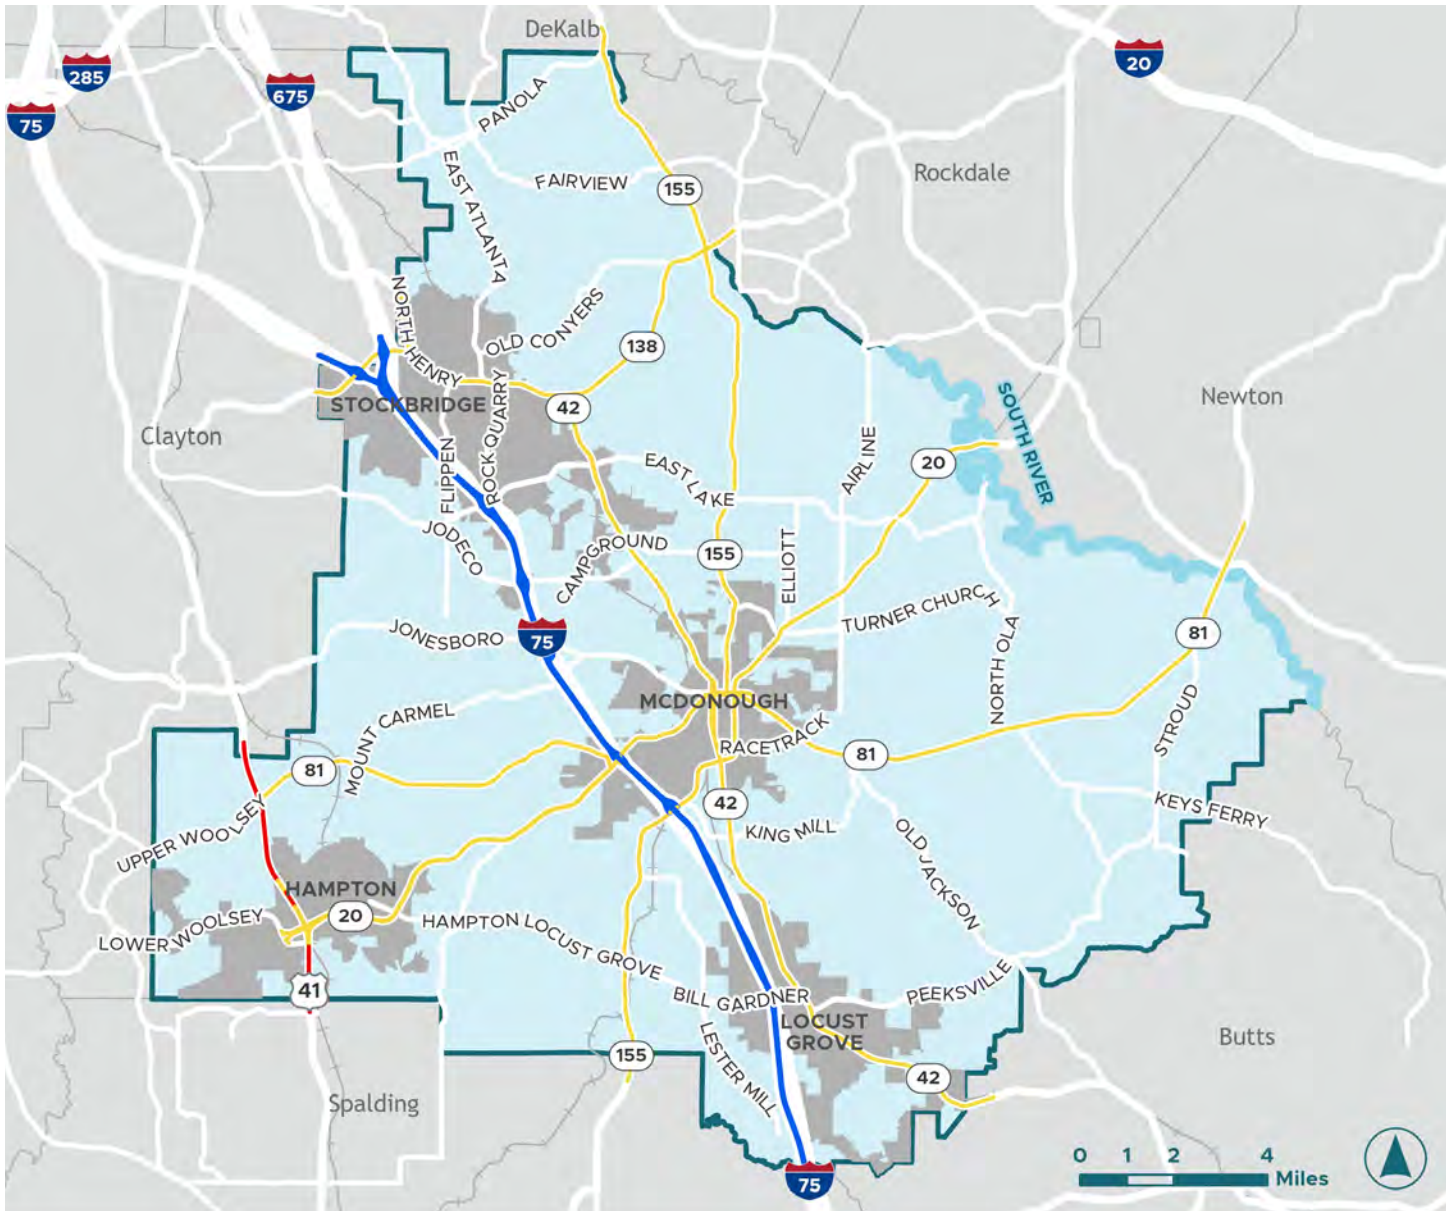 DeKalb
285
20
675
75
PANOLA
Rockdale
EAST ATLANTA
FAIRVIEW
155
NORTH HENRY
OLD CONYERS
138
STOCKBRIDGE
42
Newton
SOUTH RIVER
Clayton
ROCK QUARRY
FLIPPEN
EAST LAKE
AIRLINE
20
JODECO
CAMPGROUND
155
ELLIOTT
TURNER CHURCH
JONESBORO
75
NORTH OLA
81
MCDONOUGH
MOUNT CARMEL
RACETRACK
STROUD
81
81
UPPER WOOLSEY
42
KING MILL
KEYS FERRY
OLD JACKSON
HAMPTON
20
LOWER WOOLSEY
HAMPTON LOCUST GROVE
41
BILL GARDNER
PEEKSVILLE
LOCUST
GROVE
LESTER MILL
155
42
Butts
Spalding
75
0 1 2 4
Miles